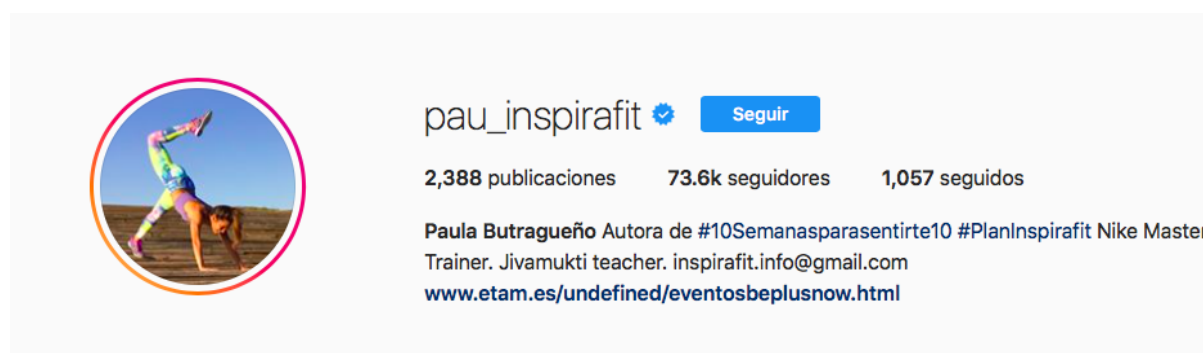 pau_inspirafit Seguir
2,388 publicaciones 73.6k seguidores 1,057 seguidos
Paula Butragueño Autora de #10Semanasparasentirte10 #PlanInspirafit Nike Master
Trainer. Jivamukti teacher. inspirafit.info@gmail.com
www.etam.es/undefined/eventosbeplusnow.html